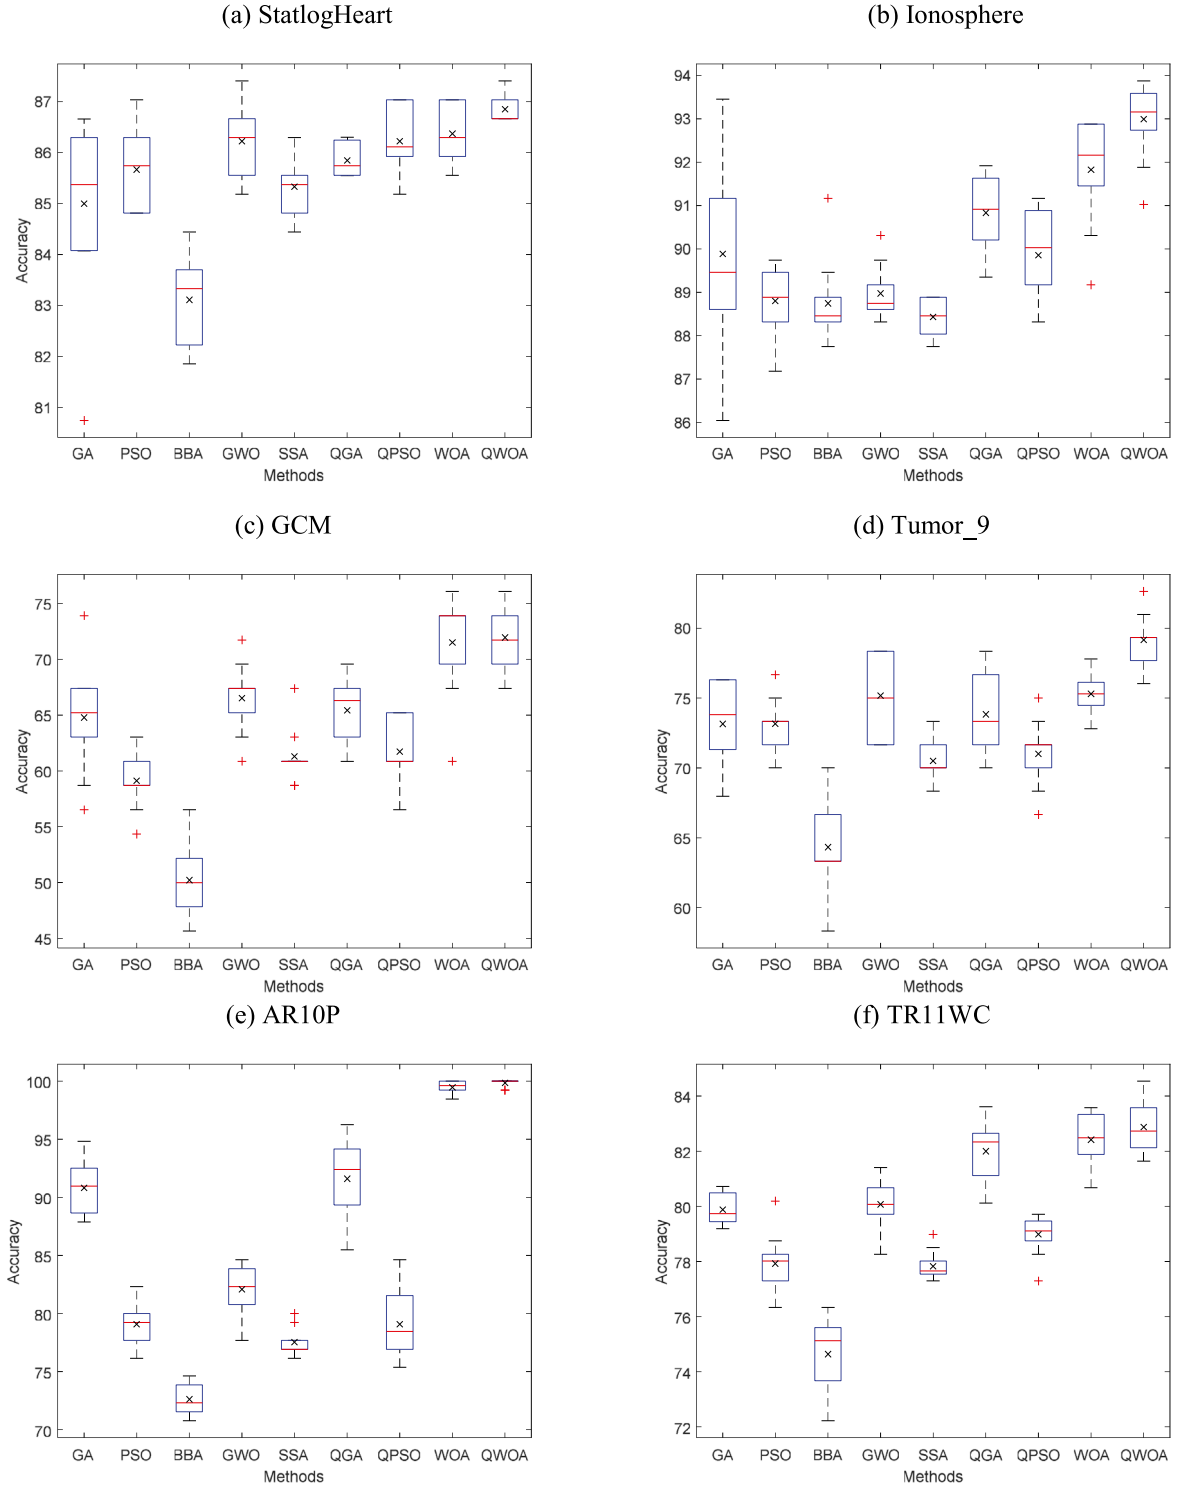 (a) StatlogHeart
(b) Ionosphere
87
86
85
84
83
82
81
Accuracy
GA PSO BBA GWO SSA QGA QPSO WOA QWOA
Methods
94
93
92
91
90
89
88
87
86
Accuracy
GA PSO BBA GWO SSA QGA QPSO WOA QWOA
Methods
(c) GCM
(d) Tumor_9
75
70
65
60
55
50
45
Accuracy
GA PSO BBA GWO SSA QGA QPSO WOA QWOA
Methods
80
75
70
65
60
Accuracy
GA PSO BBA GWO SSA QGA QPSO WOA QWOA
Methods
(e) AR10P
(f) TR11WC
100
95
90
85
80
75
70
Accuracy
GA PSO BBA GWO SSA QGA QPSO WOA QWOA
Methods
84
82
80
78
76
74
72
Accuracy
GA PSO BBA GWO SSA QGA QPSO WOA QWOA
Methods